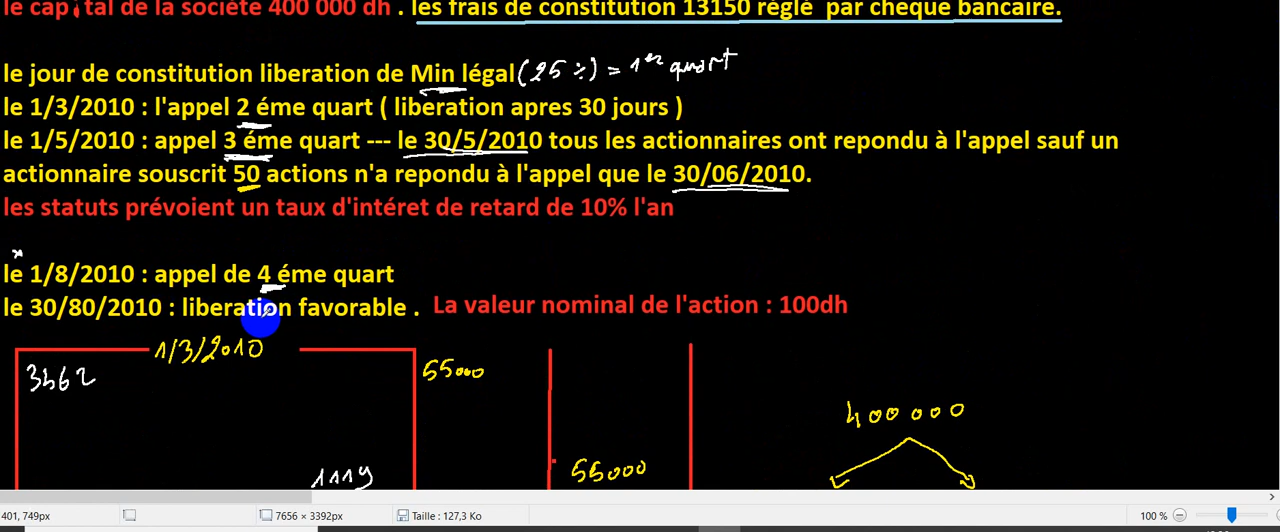 le capital de la société 400 000 dh . les frais de constitution 13150 réglé par cheque bancaire.
le jour de constitution liberation de Min légal (25 %) = 1er quart
le 1/3/2010 : l'appel 2 éme quart ( liberation apres 30 jours )
le 1/5/2010 : appel 3 éme quart --- le 30/5/2010 tous les actionnaires ont repondu à l'appel sauf un
actionnaire souscrit 50 actions n'a repondu à l'appel que le 30/06/2010.
les statuts prévoient un taux d'intéret de retard de 10% l'an
le 1/8/2010 : appel de 4 éme quart
le 30/80/2010 : liberation favorable . La valeur nominal de l'action : 100dh
1/3/2010
3462 55000
400 000
1119 55000
401, 749px 7656 × 3392px Taille : 127,3 Ko 100 %